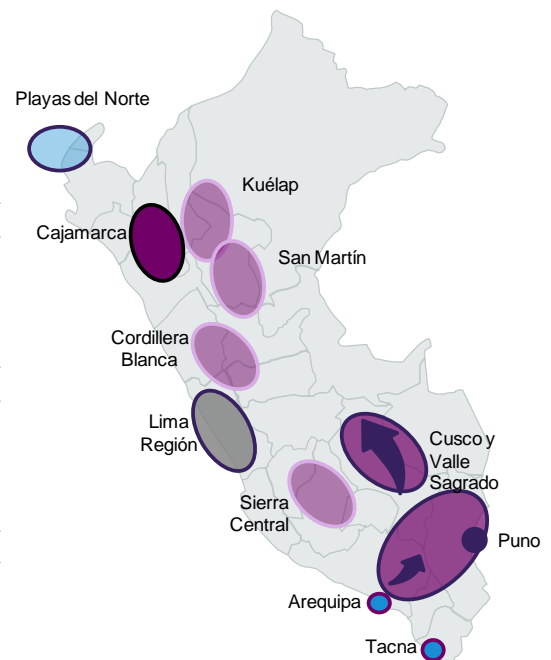 Playas del Norte
Kuélap
Cajamarca
San Martín
Cordillera
Blanca
Lima
Región
Cusco y
Valle
Sagrado
Sierra
Central
Puno
Arequipa
Tacna